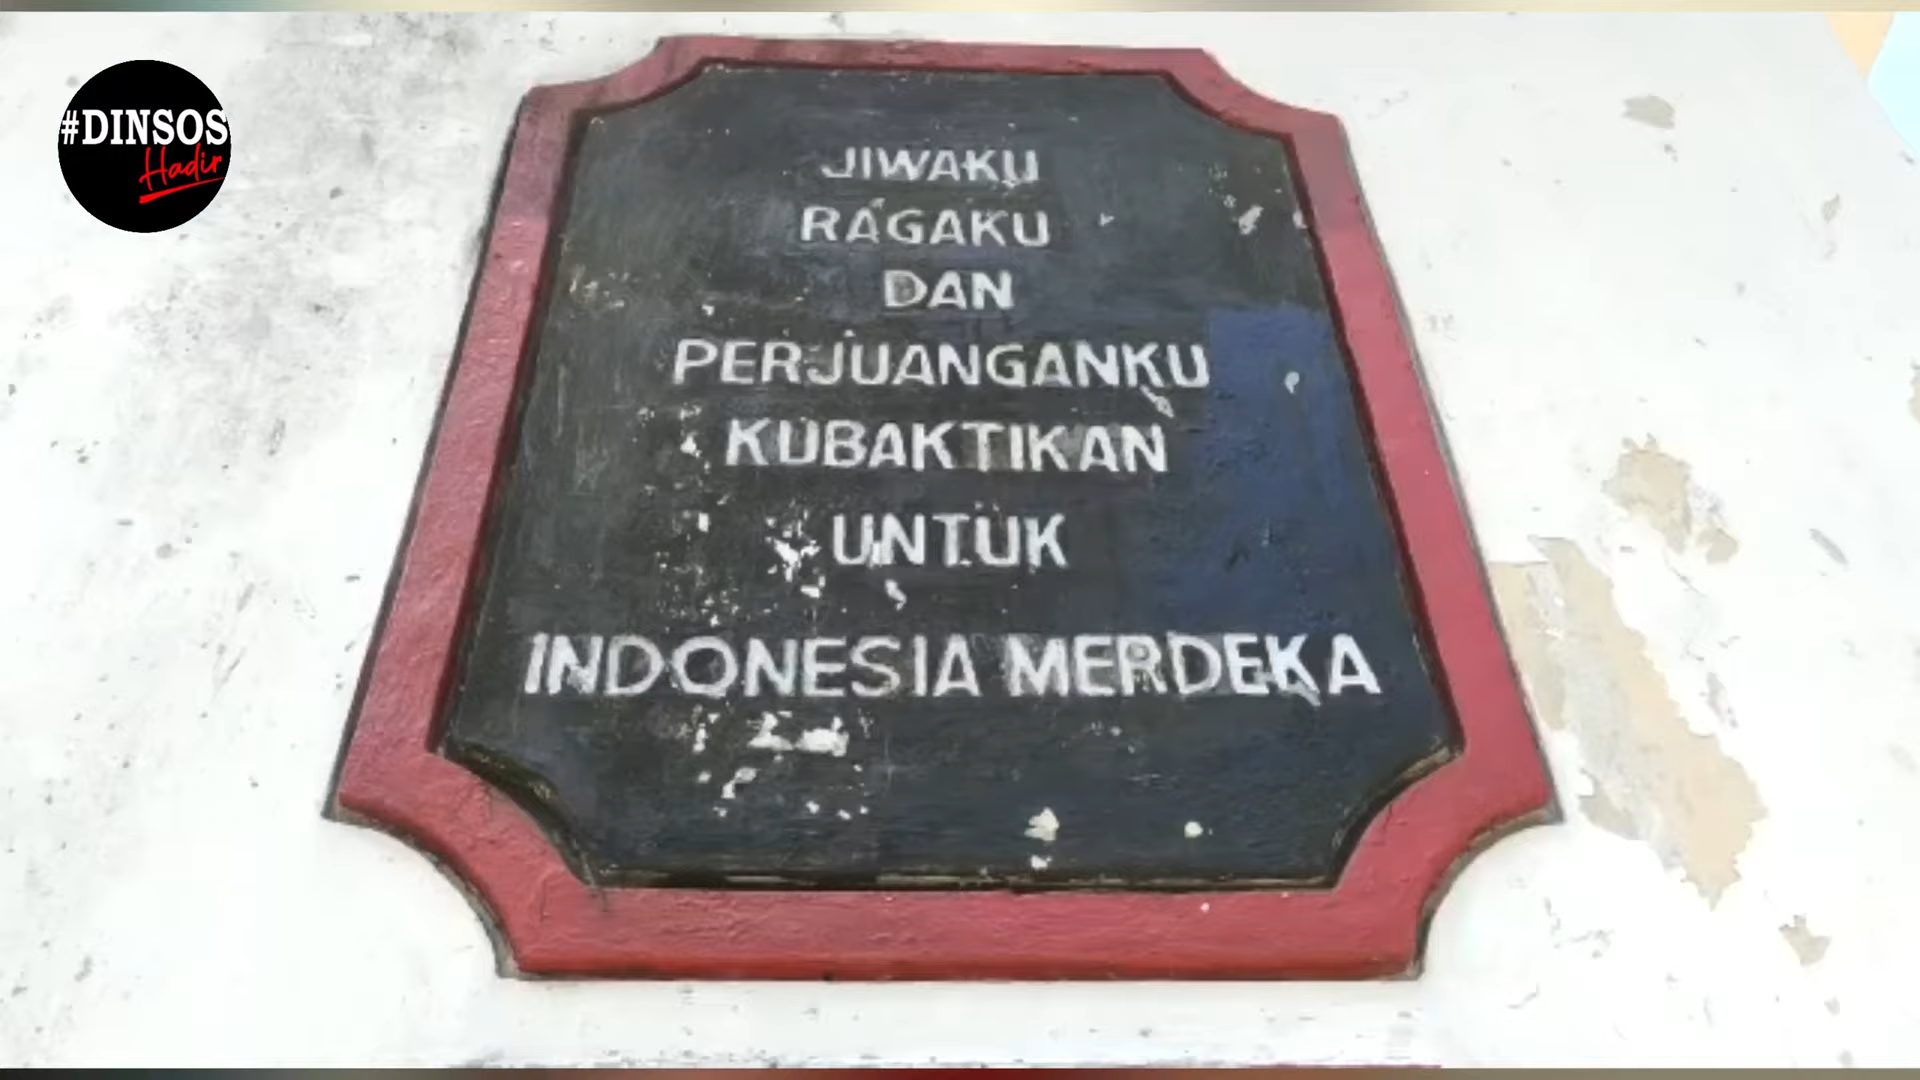 #DINSOS
Hadir
JIWAKU
RAGAKU
DAN
PERJUANGANKU
KUBAKTIKAN
UNTUK
INDONESIA MERDEKA